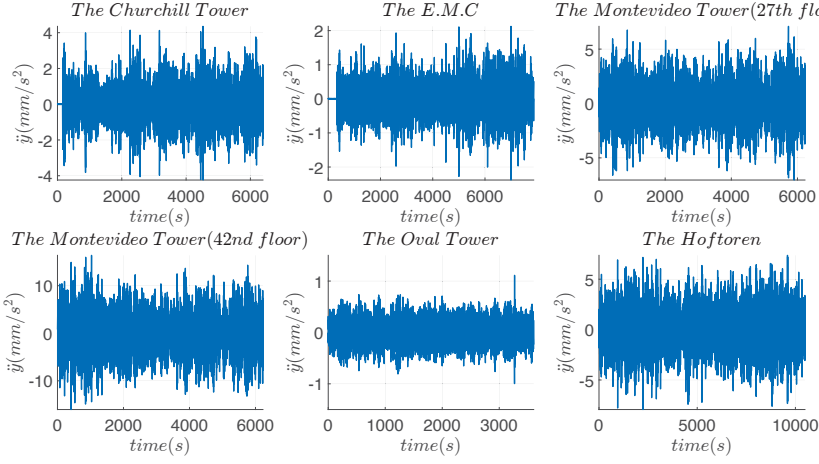 The Churchill Tower
4
2
0
-2
-4
ÿ(mm/s²)
0 2000 4000 6000
time(s)
The E.M.C
2
1
0
-1
-2
ÿ(mm/s²)
0 2000 4000 6000
time(s)
The Montevideo Tower(27th flo
5
0
-5
ÿ(mm/s²)
0 2000 4000 6000
time(s)
The Montevideo Tower(42nd floor)
10
0
-10
ÿ(mm/s²)
0 2000 4000 6000
time(s)
The Oval Tower
1
0
-1
ÿ(mm/s²)
0 1000 2000 3000
time(s)
The Hoftoren
5
0
-5
ÿ(mm/s²)
0 5000 10000
time(s)